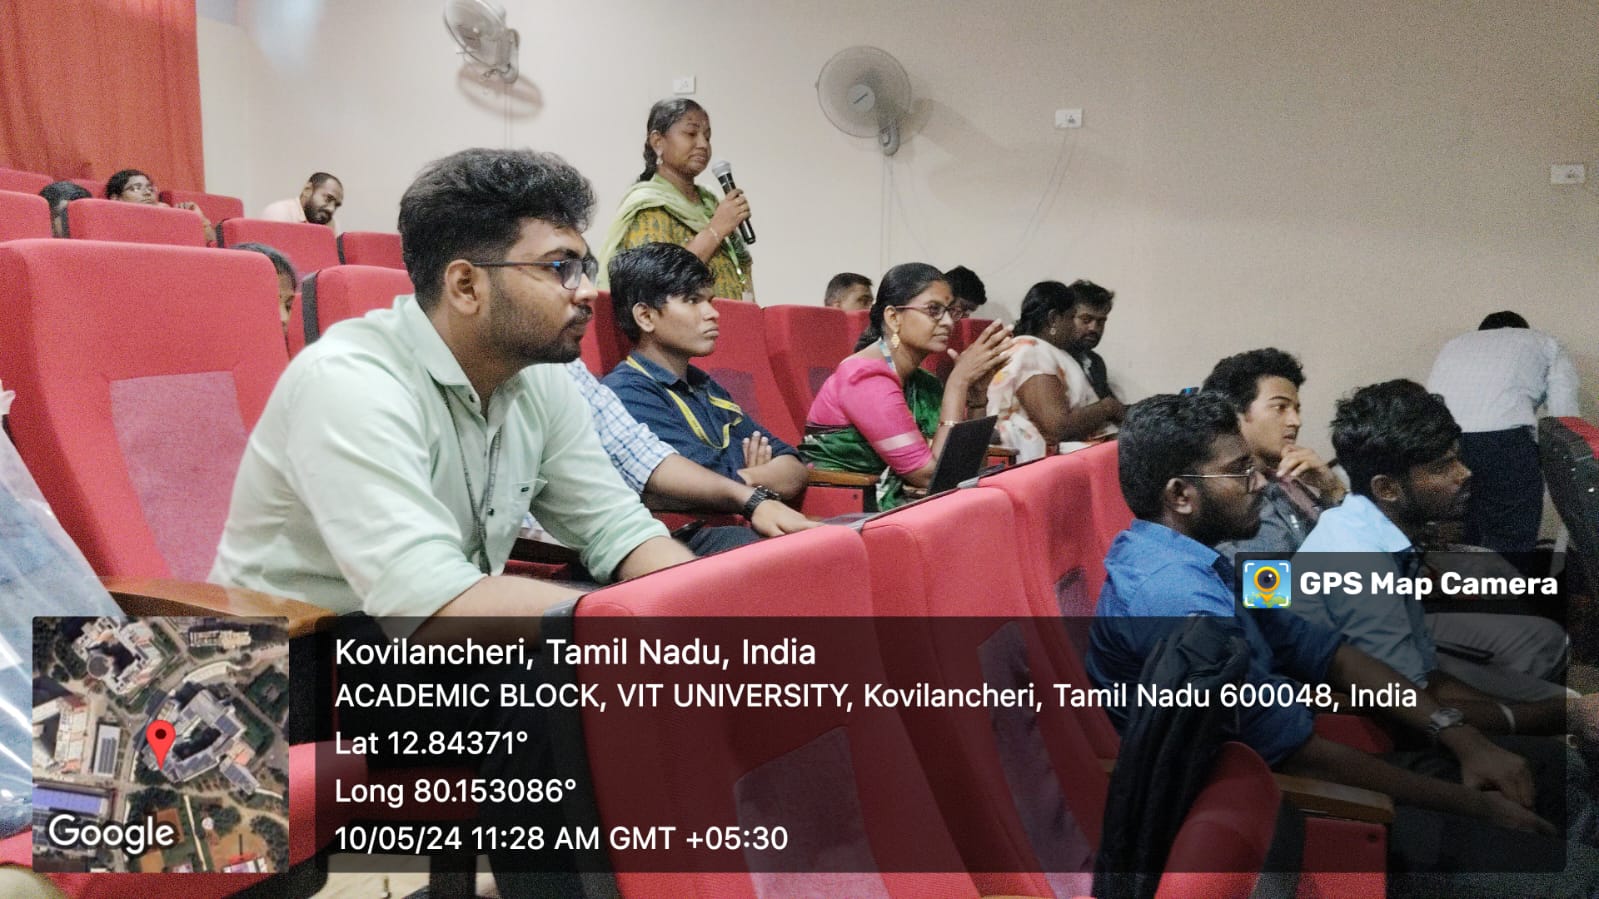 GPS Map Camera
Kovilancheri, Tamil Nadu, India
ACADEMIC BLOCK, VIT UNIVERSITY, Kovilancheri, Tamil Nadu 600048, India
Lat 12.84371°
Long 80.153086°
10/05/24 11:28 AM GMT +05:30
Google